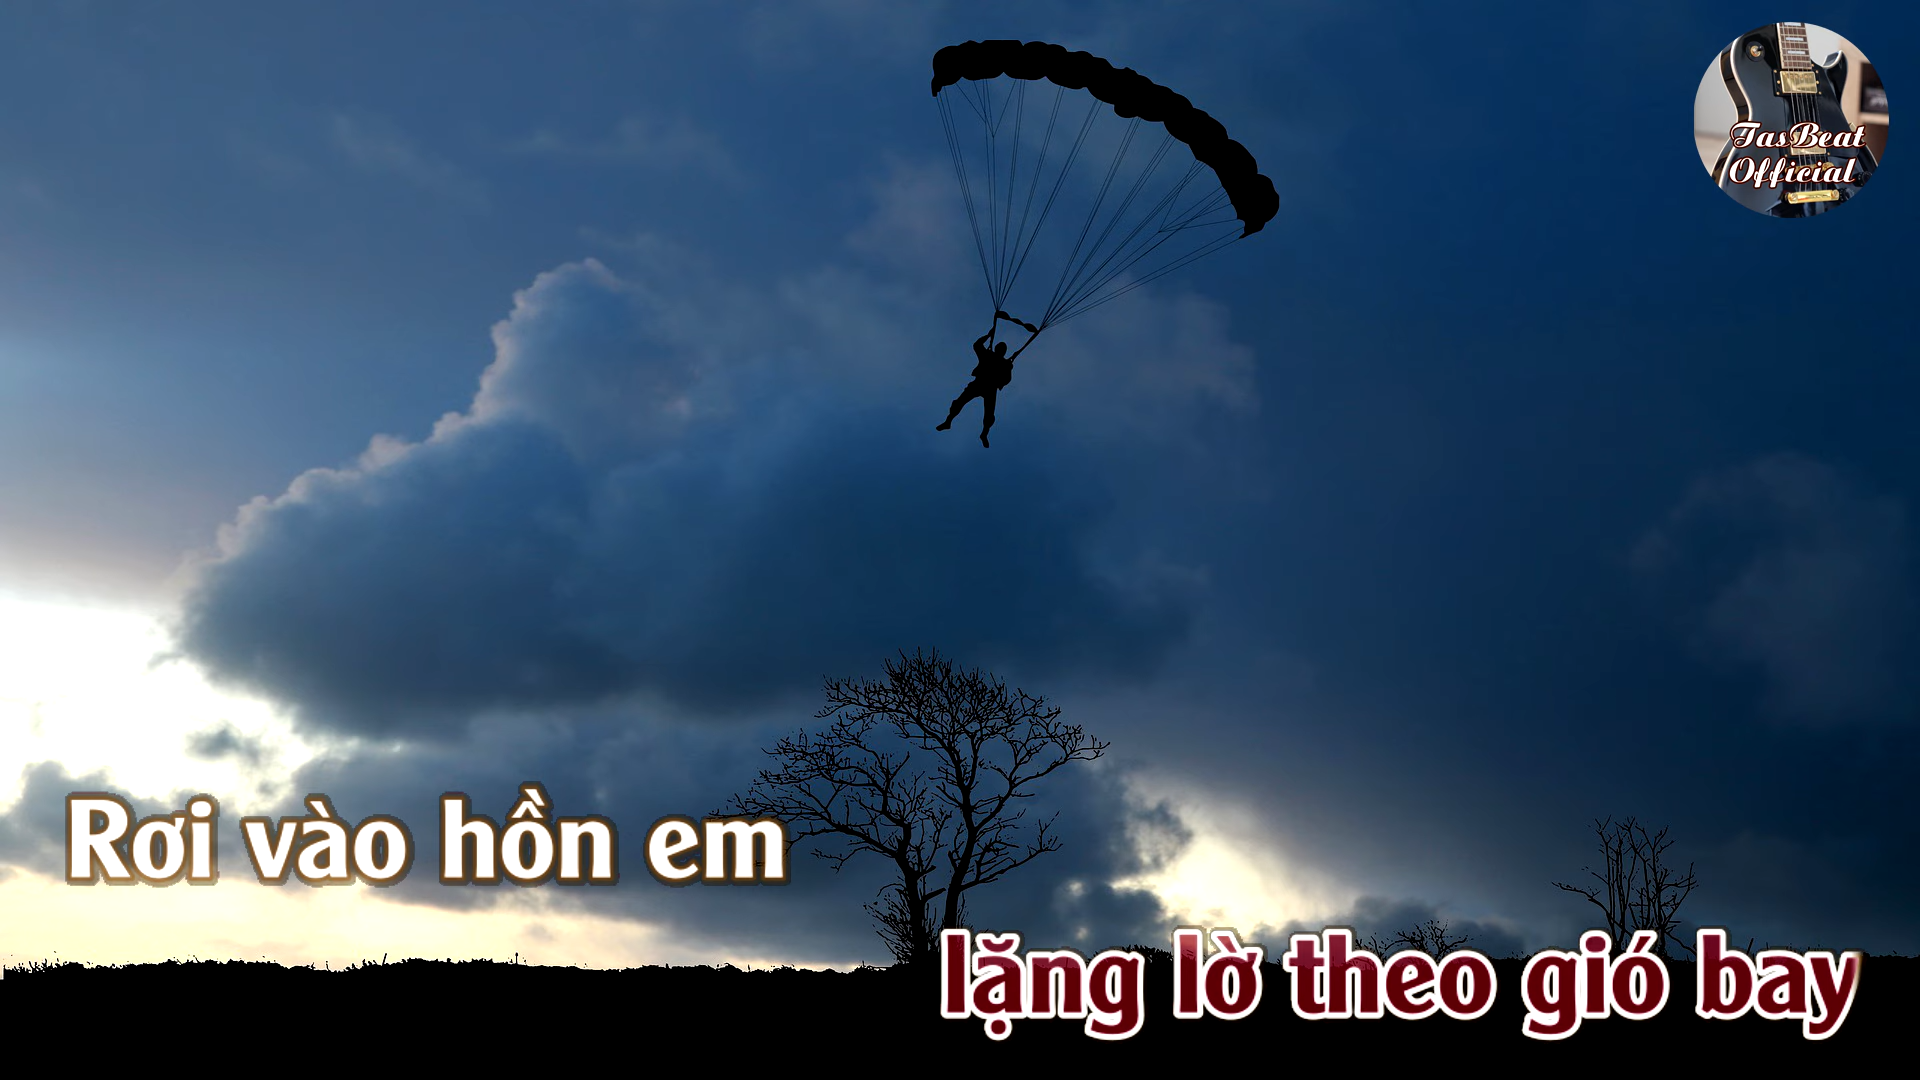 TasBeat
Official
Rơi vào hồn em
lặng lờ theo gió bay